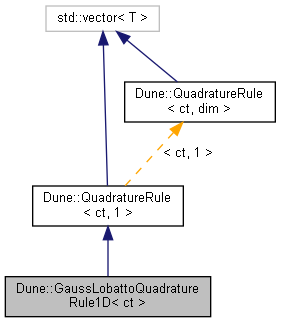 std::vector< T >
Dune::QuadratureRule
< ct, dim >
< ct, 1 >
Dune::QuadratureRule
< ct, 1 >
Dune::GaussLobattoQuadrature
Rule1D< ct >